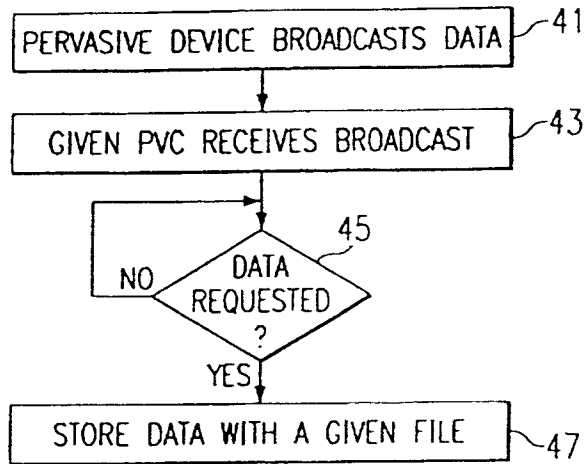 PERVASIVE DEVICE BROADCASTS DATA
41
GIVEN PVC RECEIVES BROADCAST
43
45
DATA
REQUESTED
?
NO
YES
STORE DATA WITH A GIVEN FILE
47